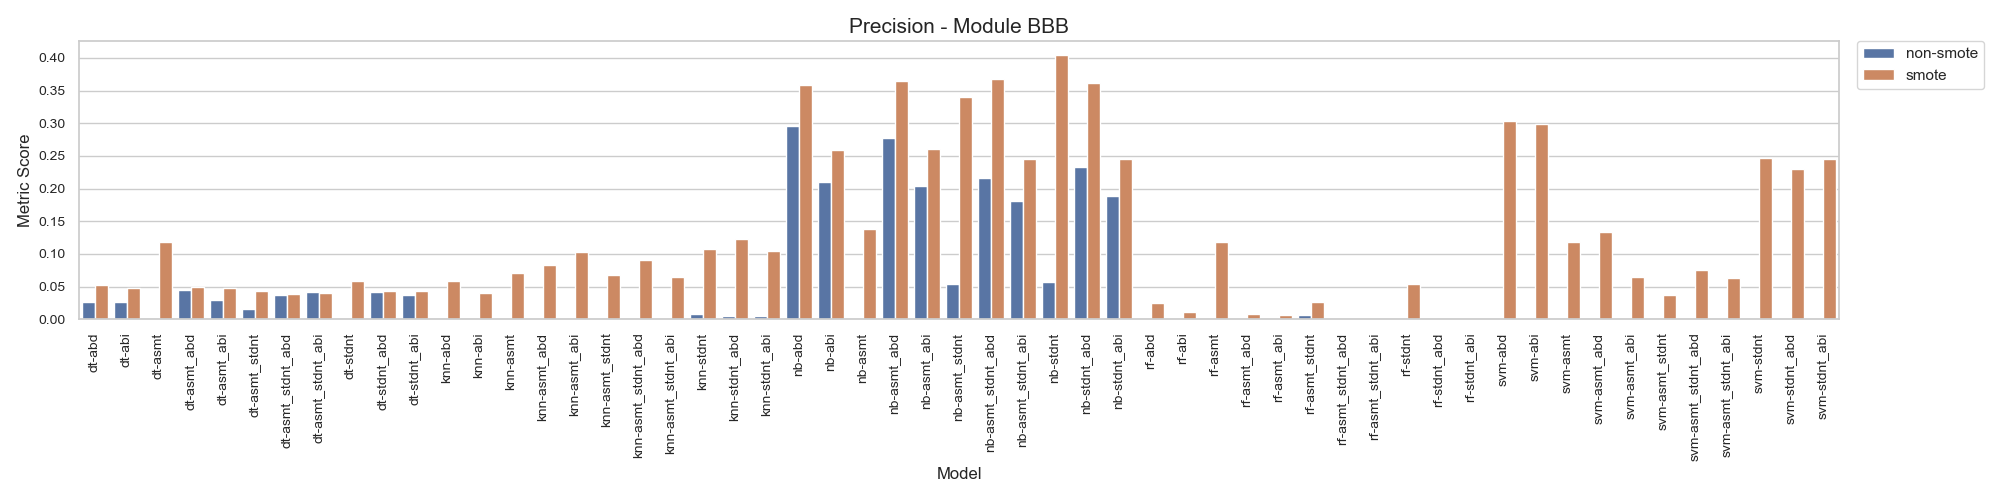 Precision - Module BBB
non-smote
smote
Metric Score
0.40
0.35
0.30
0.25
0.20
0.15
0.10
0.05
0.00
dt-abd
dt-abi
dt-asmt
dt-asmt_abd
dt-asmt_abi
dt-asmt_stdnt
dt-asmt_stdnt_abd
dt-asmt_stdnt_abi
dt-stdnt
dt-stdntb_abd
dt-stdnt_abi
knn-abd
knn-abi
knn-asmt
knn-asmt_abd
knn-asmt_abi
knn-asmt_stdnt
knn-asmt_stdnt_abd
knn-asmt_stdnt_abi
knn-stdnt
knn-stdnt_abd
knn-stdnt_abi
nb-abd
nb-abi
nb-asmt
nb-asmt_abd
nb-asmt_abi
nb-asmt_stdnt
nb-asmt_stdnt_abd
nb-asmt_stdnt_abi
nb-stdnt
nb-stdnt_abd
nb-stdnt_abi
rf-abd
rf-abi
rf-asmt
rf-asmt_abd
rf-asmt_abi
rf-asmt_stdnt
rf-asmt_stdnt_abd
rf-asmt_stdnt_abi
rf-stdnt
rf-stdnt_abd
rf-stdnt_abi
svm-abd
svm-abi
svm-asmt
svm-asmt_abd
svm-asmt_abi
svm-asmt_stdnt
svm-asmt_stdnt_abd
svm-asmt_stdnt_abi
svm-stdnt
svm-stdnt_abd
svm-stdnt_abi
Model